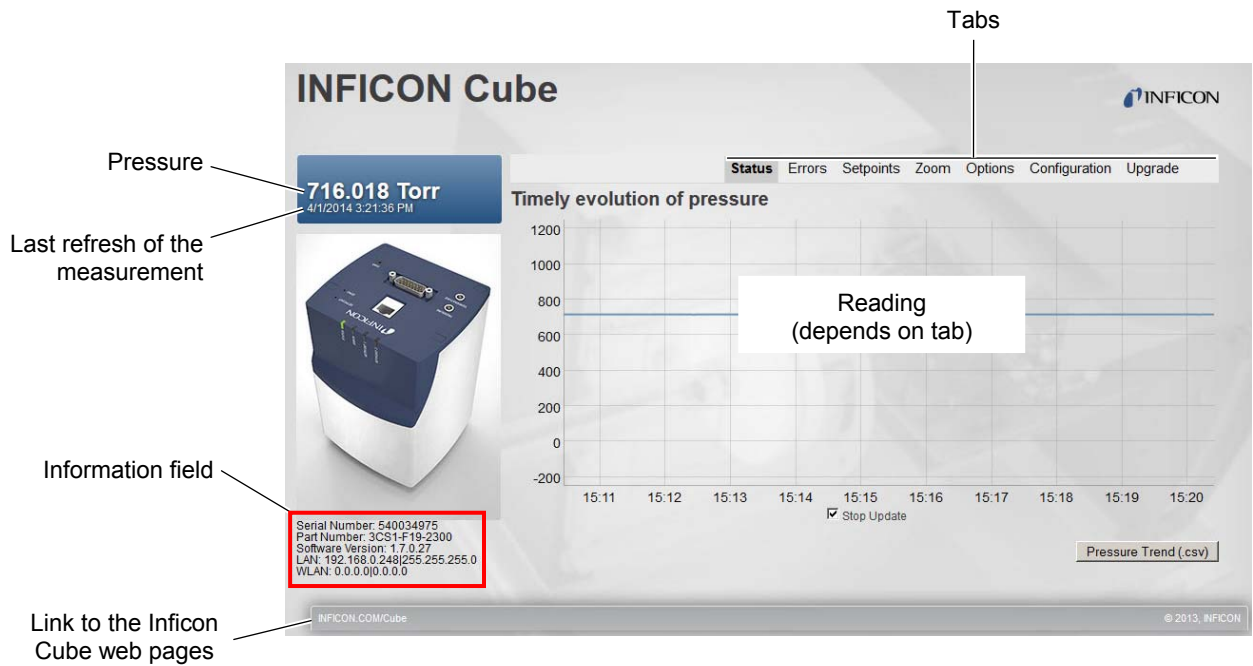 Tabs
INFICON Cube
INFICON
Pressure
716.018 Torr
4/1/2014 3:21:36 PM
Last refresh of the
measurement
Status Errors Setpoints Zoom Options Configuration Upgrade
Timely evolution of pressure
1200
1000
800
600
400
200
0
-200
Reading
(depends on tab)
15:11 15:12 15:13 15:14 15:15 15:16 15:17 15:18 15:19 15:20
Stop Update
Pressure Trend (.csv)
INFICON
Information field
Serial Number: 540034975
Part Number: 3CS1-F19-2300
Software Version: 1.7.0.27
LAN: 192.168.0.248|255.255.255.0
WLAN: 0.0.0.0|0.0.0.0
Link to the Inficon
Cube web pages
INFICON.COM/Cube
© 2013, INFICON